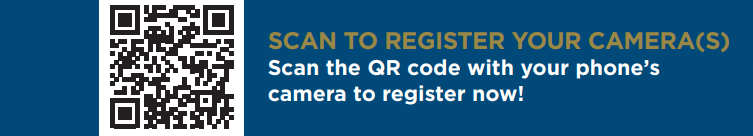 SCAN TO REGISTER YOUR CAMERA(S)
Scan the QR code with your phone’s
camera to register now!